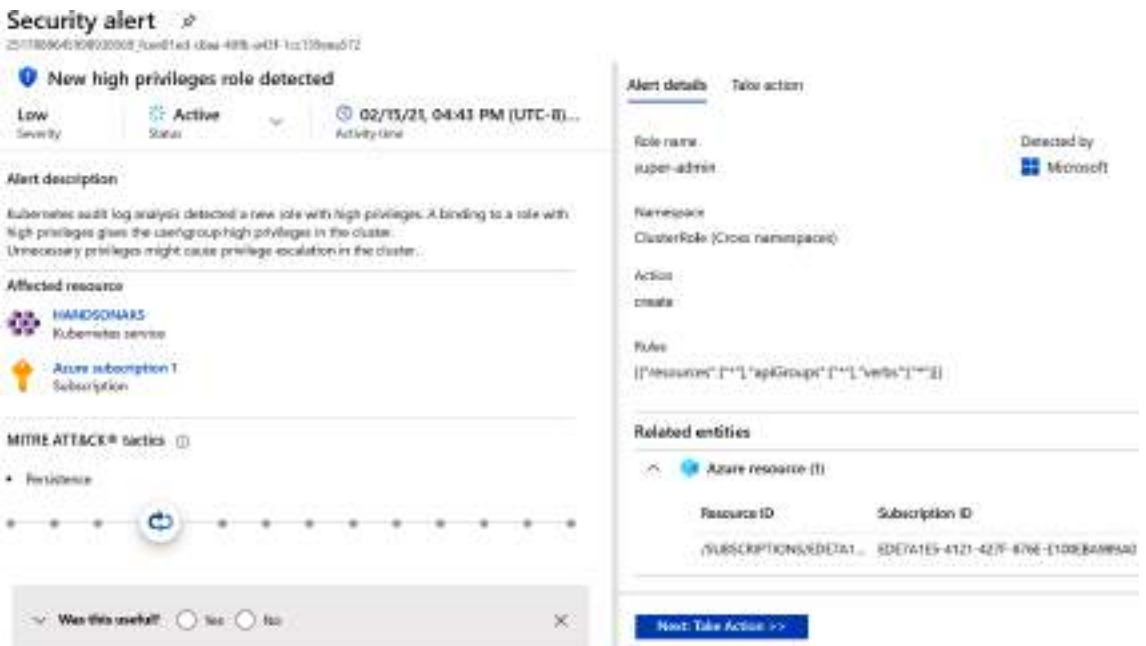 Security alert
New high privileges role detected
Low
Severity
Active
Status
02/15/21, 04:43 PM (UTC-8)...
Activity time
Alert description
Kubernetes audit log analysis detected a new role with high privileges. A binding to a role with
high privileges gives the user\group high privileges in the cluster.
Unnecessary privileges might cause privilege escalation in the cluster.
Affected resource
HANDSONAKS
Kubernetes service
Azure subscription 1
Subscription
MITRE ATT&CK® tactics
• Persistence
Was this useful? Yes No
Alert details Take action
Role name
super-admin
Detected by
Microsoft
Namespace
ClusterRole (Cross namespaces)
Action
create
Rules
[{"resources":["*"],"apiGroups":["*"],"verbs":["*"]}]
Related entities
Azure resource (1)
Resource ID Subscription ID
/SUBSCRIPTIONS/EDE7A1...
Next: Take Action >>